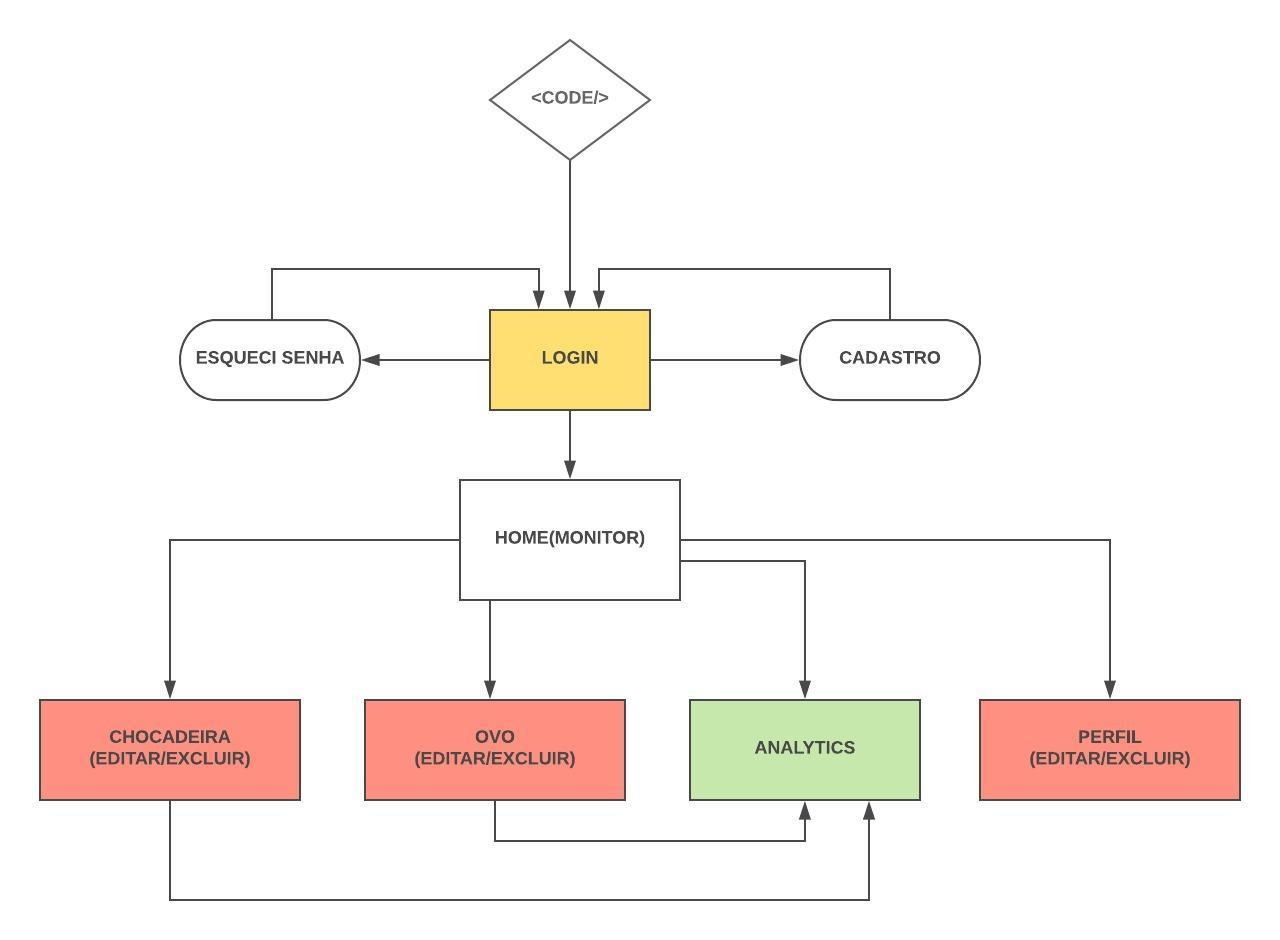 <CODE/>
ESQUECI SENHA
LOGIN
CADASTRO
HOME(MONITOR)
CHOCADEIRA
(EDITAR/EXCLUIR)
OVO
(EDITAR/EXCLUIR)
ANALYTICS
PERFIL
(EDITAR/EXCLUIR)